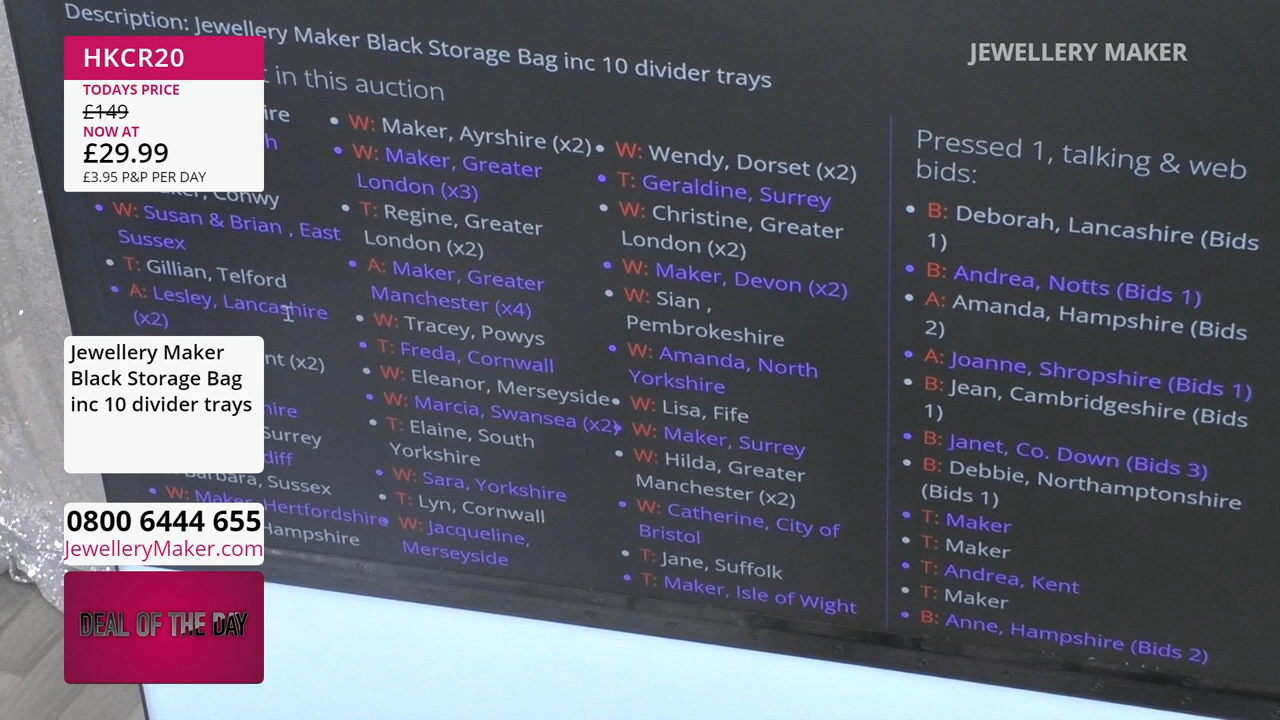 Description: Jewellery Maker Black Storage Bag inc 10 divider trays
JEWELLERY MAKER
HKCR20
TODAYS PRICE
£149
NOW AT
£29.99
£3.95 P&P PER DAY
in this auction
Conwy
W: Susan & Brian , East
Sussex
T: Gillian, Telford
A: Lesley, Lancashire
(x2)
(x2)
Surrey
Barbara, Sussex
W: Maker, Hertfordshire
Hampshire
Jewellery Maker
Black Storage Bag
inc 10 divider trays
0800 6444 655
JewelleryMaker.com
DEAL OF THE DAY
W: Maker, Ayrshire (x2)
W: Maker, Greater
London (x3)
T: Regine, Greater
London (x2)
A: Maker, Greater
Manchester (x4)
W: Tracey, Powys
T: Freda, Cornwall
W: Eleanor, Merseyside
W: Marcia, Swansea (x2)
T: Elaine, South
Yorkshire
W: Sara, Yorkshire
T: Lyn, Cornwall
W: Jacqueline,
Merseyside
W: Wendy, Dorset (x2)
T: Geraldine, Surrey
W: Christine, Greater
London (x2)
W: Maker, Devon (x2)
W: Sian ,
Pembrokeshire
W: Amanda, North
Yorkshire
W: Lisa, Fife
W: Maker, Surrey
W: Hilda, Greater
Manchester (x2)
W: Catherine, City of
Bristol
T: Jane, Suffolk
T: Maker, Isle of Wight
Pressed 1, talking & web
bids:
B: Deborah, Lancashire (Bids
1)
B: Andrea, Notts (Bids 1)
A: Amanda, Hampshire (Bids
2)
A: Joanne, Shropshire (Bids 1)
B: Jean, Cambridgeshire (Bids
1)
B: Janet, Co. Down (Bids 3)
B: Debbie, Northamptonshire
(Bids 1)
T: Maker
T: Maker
T: Andrea, Kent
T: Maker
B: Anne, Hampshire (Bids 2)